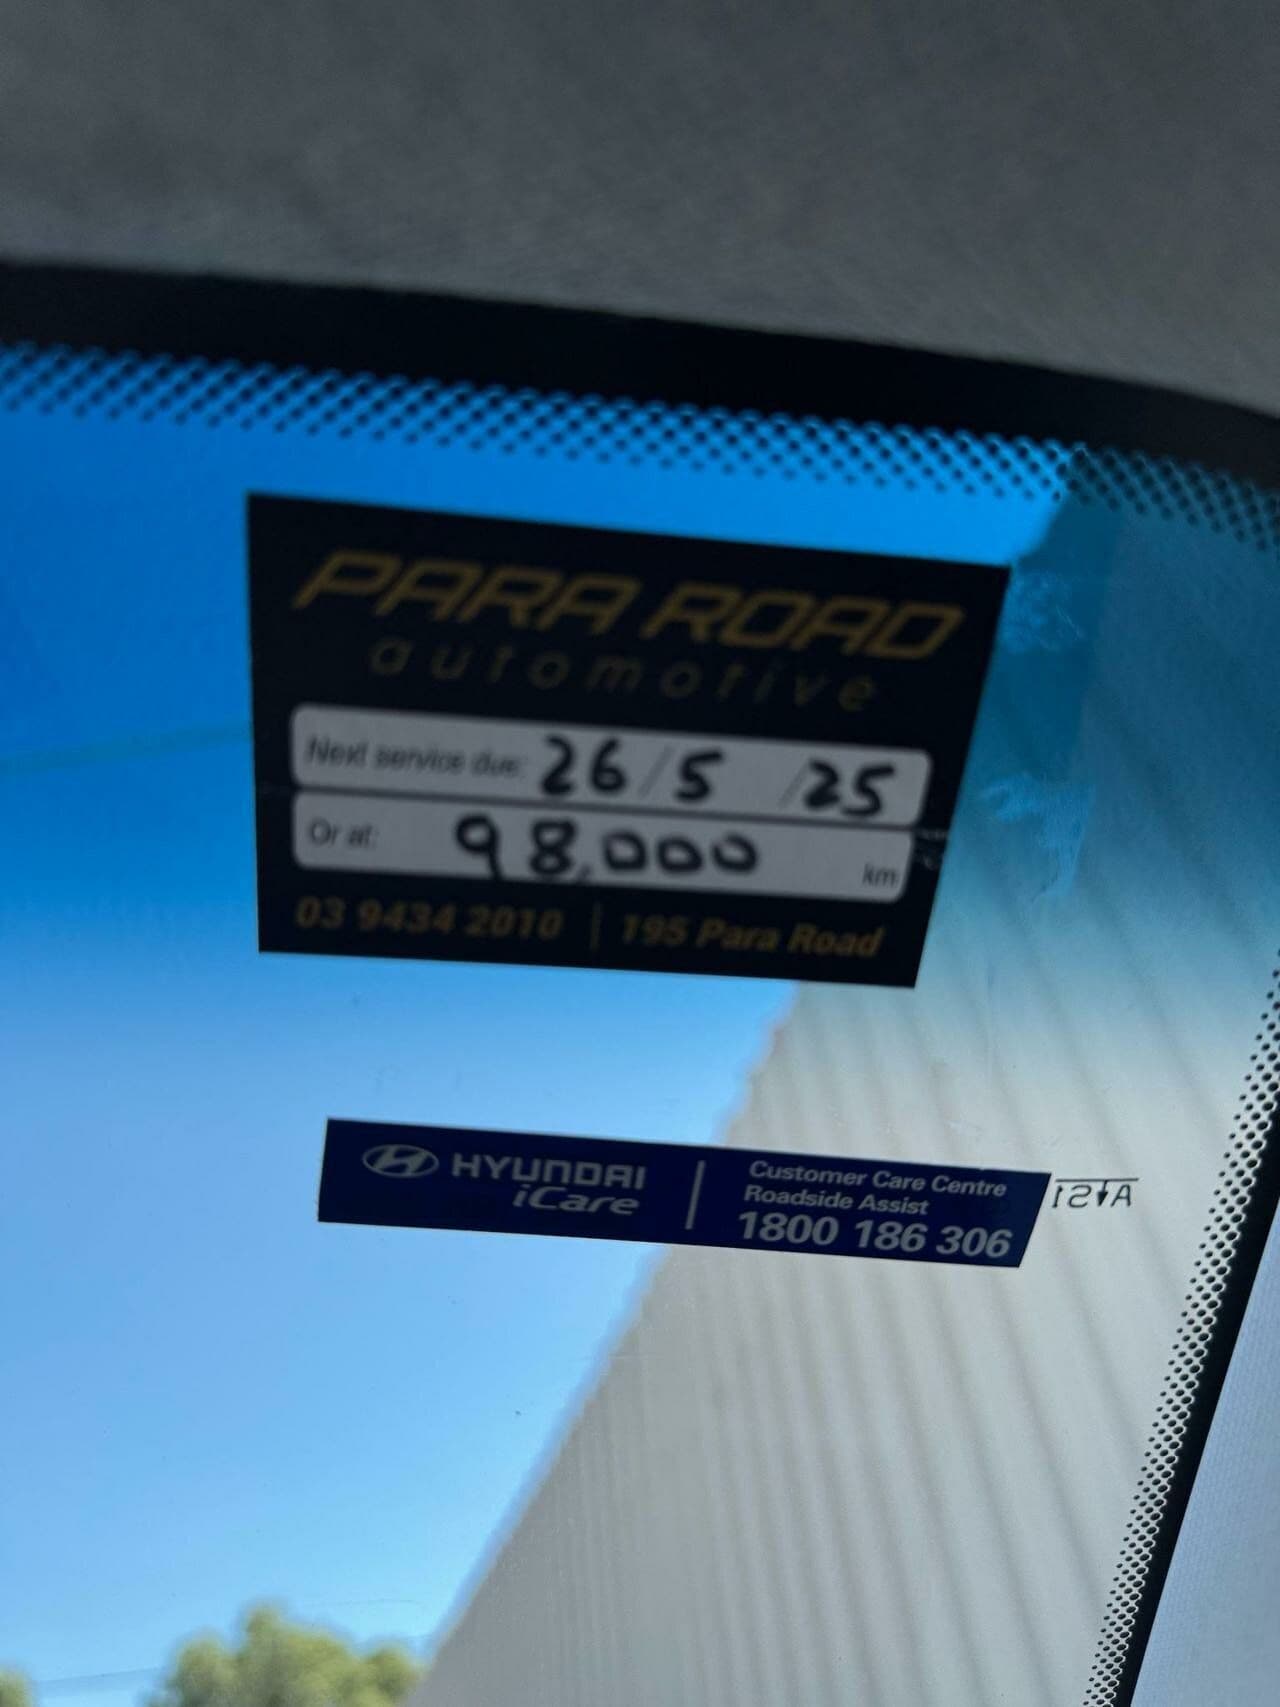 PARA ROAD
automotive
Next service due: 26/5/25
Or at: 98,000 km
03 9434 2010 | 195 Para Road
HYUNDAI
iCare
Customer Care Centre
Roadside Assist
1800 186 306